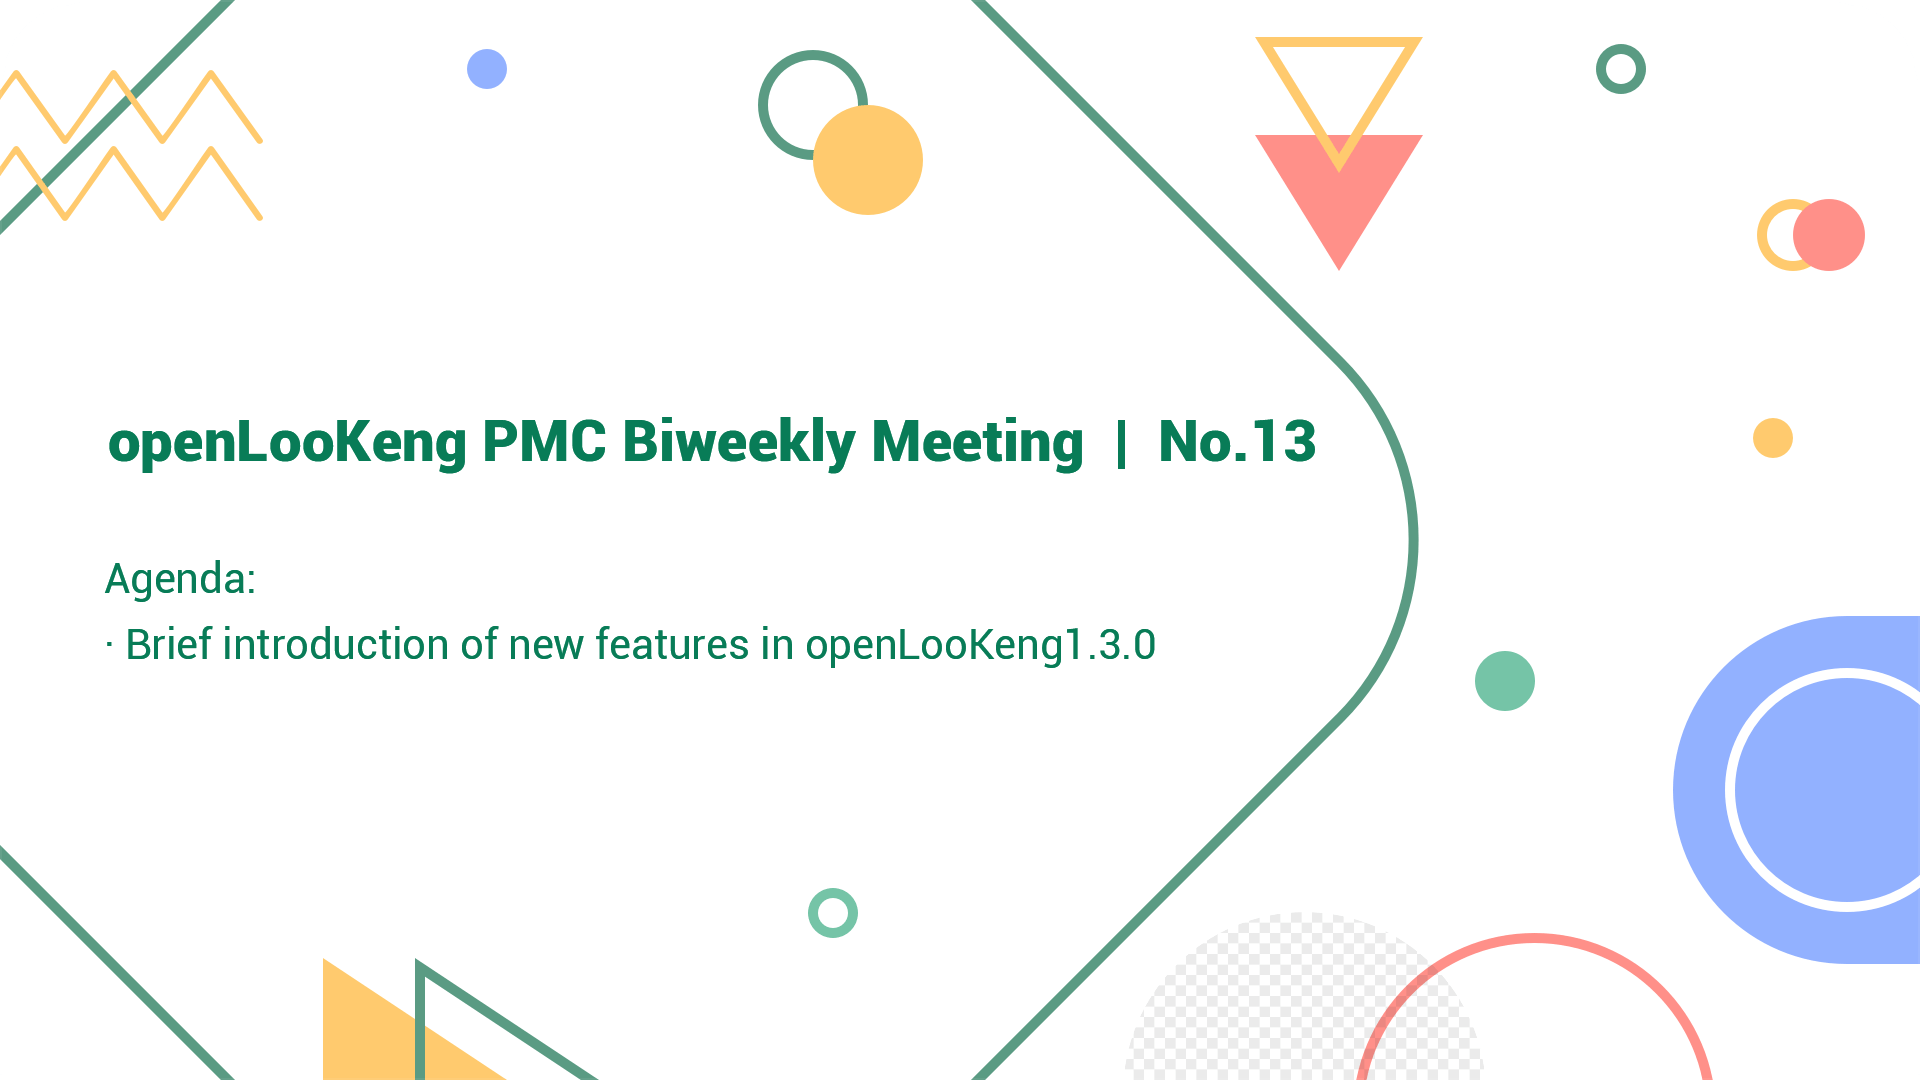 openLooKeng PMC Biweekly Meeting | No.13
Agenda:
· Brief introduction of new features in openLooKeng1.3.0